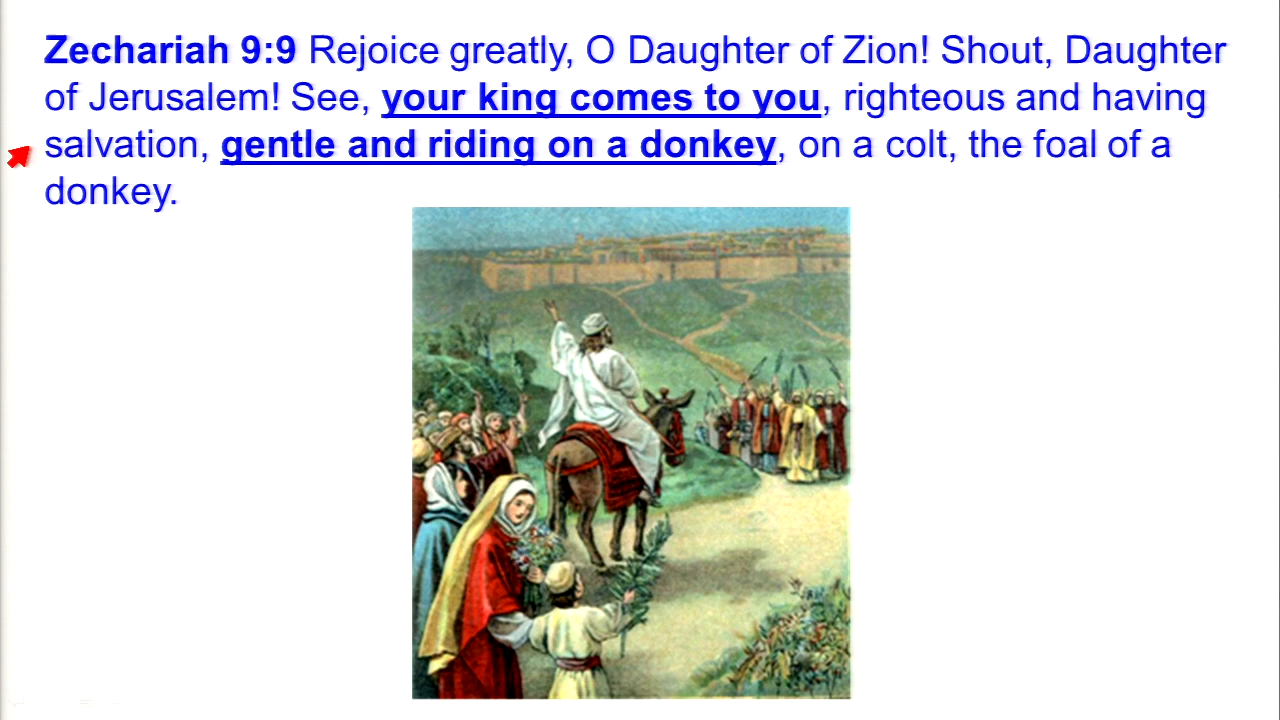 Zechariah 9:9 Rejoice greatly, O Daughter of Zion! Shout, Daughter
of Jerusalem! See, your king comes to you, righteous and having
salvation, gentle and riding on a donkey, on a colt, the foal of a
donkey.